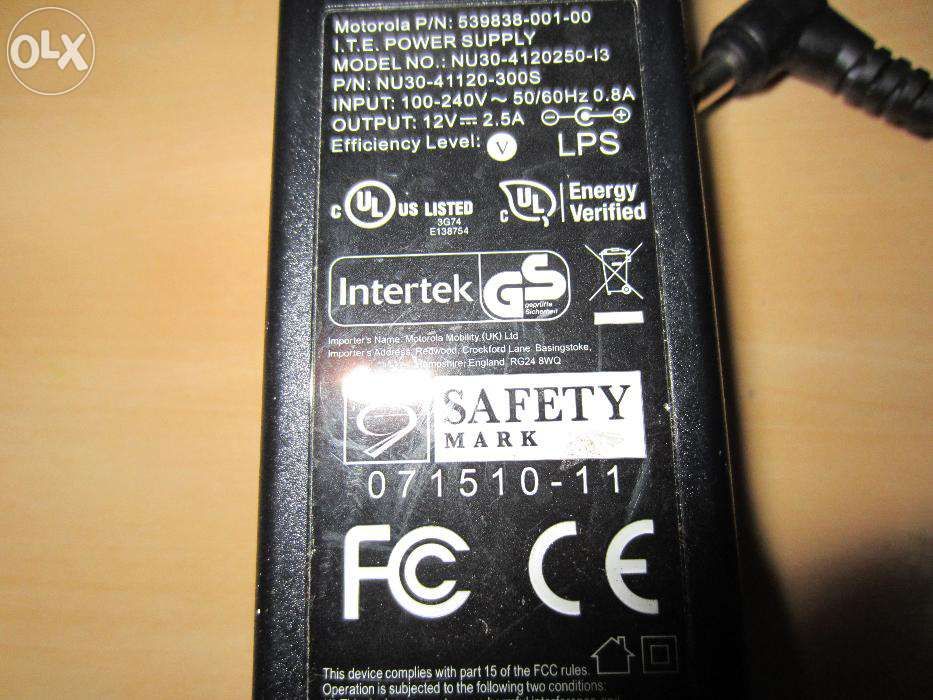 OLX
Motorola P/N: 539838-001-00
I.T.E. POWER SUPPLY
MODEL NO.: NU30-4120250-I3
P/N: NU30-41120-300S
INPUT: 100-240V ~ 50/60Hz 0.8A
OUTPUT: 12V ⎓ 2.5A
Efficiency Level: V LPS
C UL US LISTED
3G74
E138754
C UL Energy Verified
Intertek GS
geprüfte
Sicherheit
Importer's Name: Motorola Mobility (UK) Ltd
Importer's Address: Redwood, Crockford Lane, Basingstoke,
Hampshire, England, RG24 8WQ
SAFETY
MARK
071510-11
FC CE
This device complies with part 15 of the FCC rules.
Operation is subjected to the following two conditions: